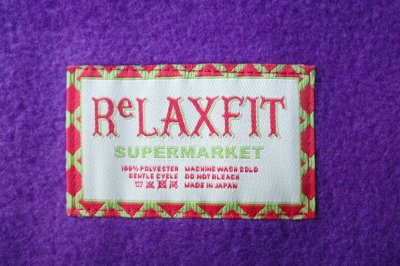 ReLAXFIT
SUPERMARKET
100% POLYESTER MACHINE WASH COLD
GENTLE CYCLE DO NOT BLEACH
MADE IN JAPAN